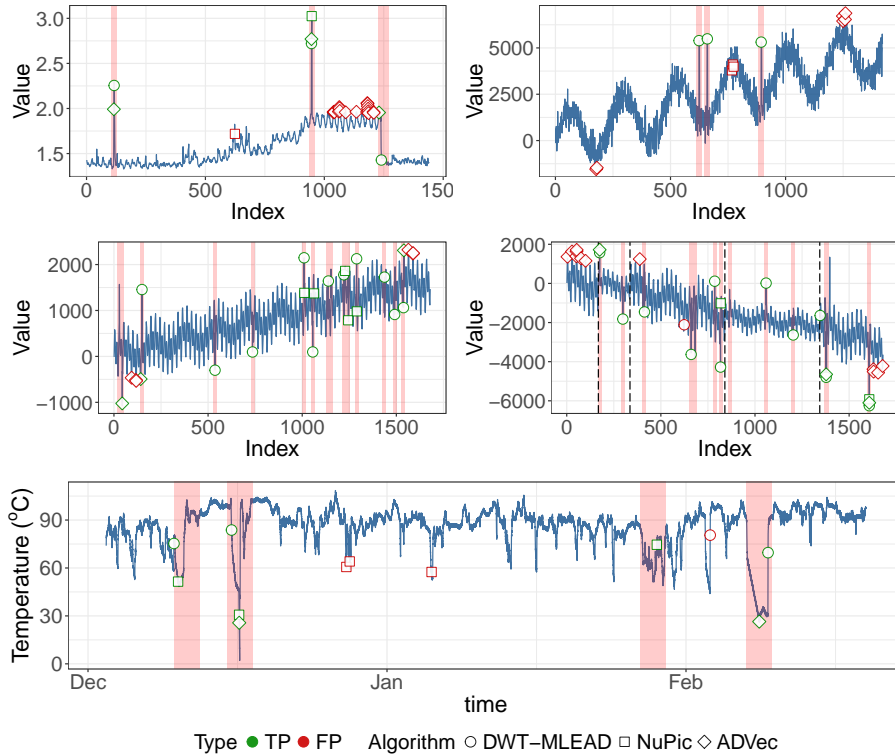 3.0
2.5
2.0
1.5
Value
0
500
1000
150
Index
5000
2500
0
Value
0
500
1000
Index
2000
1000
0
−1000
Value
0
500
1000
1500
Index
2000
0
−2000
−4000
−6000
Value
0
500
1000
1500
Index
90
60
30
0
Temperature (°C)
Dec
Jan
Feb
time
Type TP FP Algorithm DWT−MLEAD NuPic ADVec